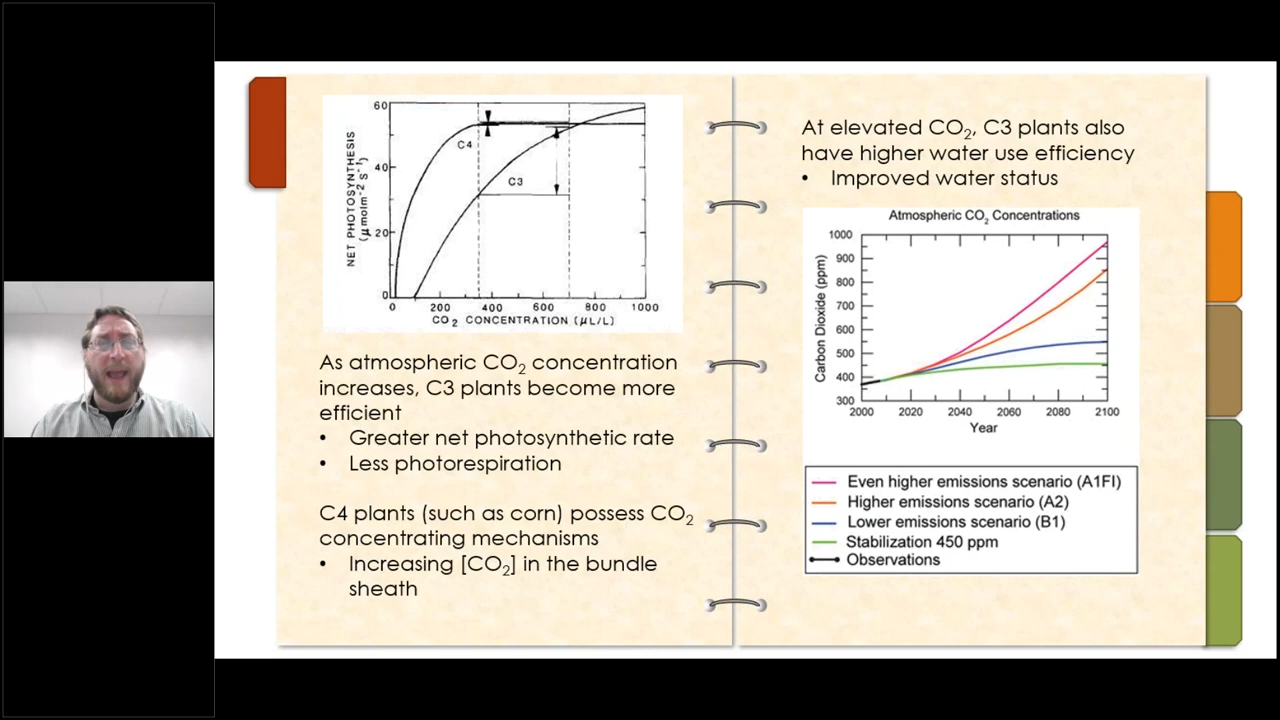 60
40
20
0
NET PHOTOSYNTHESIS
(μmolm-2 S-1)
C4
C3
0 200 400 600 800 1000
CO2 CONCENTRATION (μL/L)
As atmospheric CO2 concentration
increases, C3 plants become more
efficient
• Greater net photosynthetic rate
• Less photorespiration
C4 plants (such as corn) possess CO2
concentrating mechanisms
• Increasing [CO2] in the bundle
sheath
At elevated CO2, C3 plants also
have higher water use efficiency
• Improved water status
Atmospheric CO2 Concentrations
1000
900
800
700
600
500
400
300
Carbon Dioxide (ppm)
2000 2020 2040 2060 2080 2100
Year
Even higher emissions scenario (A1FI)
Higher emissions scenario (A2)
Lower emissions scenario (B1)
Stabilization 450 ppm
Observations